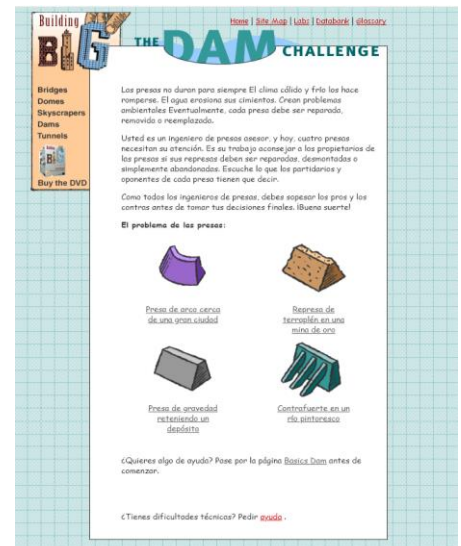 Building
BIG
Home | Site Map | Labs | Databank | Glossary
THE DAM CHALLENGE
Bridges
Domes
Skyscrapers
Dams
Tunnels
Buy the DVD
Las presas no duran para siempre El clima cálido y frío las hace
romperse. El agua erosiona sus cimientos. Crean problemas
ambientales Eventualmente, cada presa debe ser reparada,
removida o reemplazada.
Usted es un ingeniero de presas asesor, y hoy, cuatro presas
necesitan su atención. Es su trabajo aconsejar a los propietarios de
las presas si sus represas deben ser reparadas, desmontadas o
simplemente abandonadas. Escuche lo que los partidarios y
oponentes de cada presa tienen que decir.
Como todos los ingenieros de presas, debes sopesar los pros y los
contras antes de tomar tus decisiones finales. ¡Buena suerte!
El problema de las presas:
Presa de arco cerca
de una gran ciudad
Represa de
terraplén en una
mina de oro
Presa de gravedad
reteniendo un
depósito
Contrafuerte en un
río pintoresco
¿Quieres algo de ayuda? Pase por la página Basics Dam antes de
comenzar.
¿Tienes dificultades técnicas? Pedir ayuda .